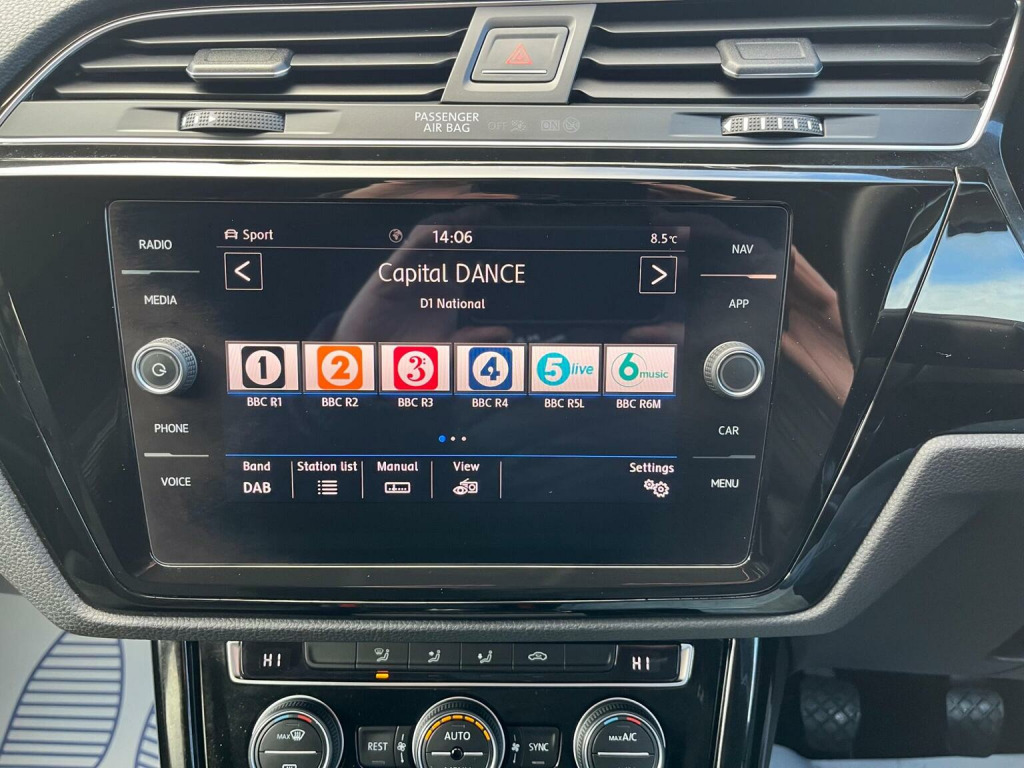 PASSENGER
AIR BAG OFF ON
RADIO
MEDIA
PHONE
VOICE
Sport 14:06 8.5°C
< Capital DANCE >
D1 National
1 2 3 4 5 live 6 music
BBC R1 BBC R2 BBC R3 BBC R4 BBC R5L BBC R6M
Band Station list Manual View Settings
DAB
NAV
APP
CAR
MENU
HI HI
MAX REST AUTO SYNC MAX A/C